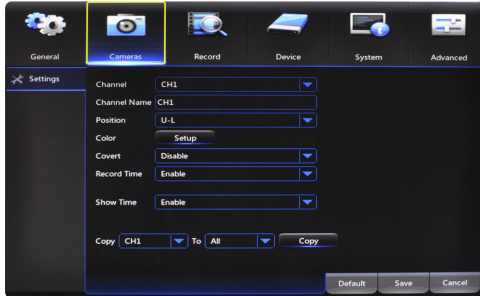 General Cameras Record Device System Advanced
Settings
Channel CH1
Channel Name CH1
Position U-L
Color Setup
Covert Disable
Record Time Enable
Show Time Enable
Copy CH1 To All Copy
Default Save Cancel